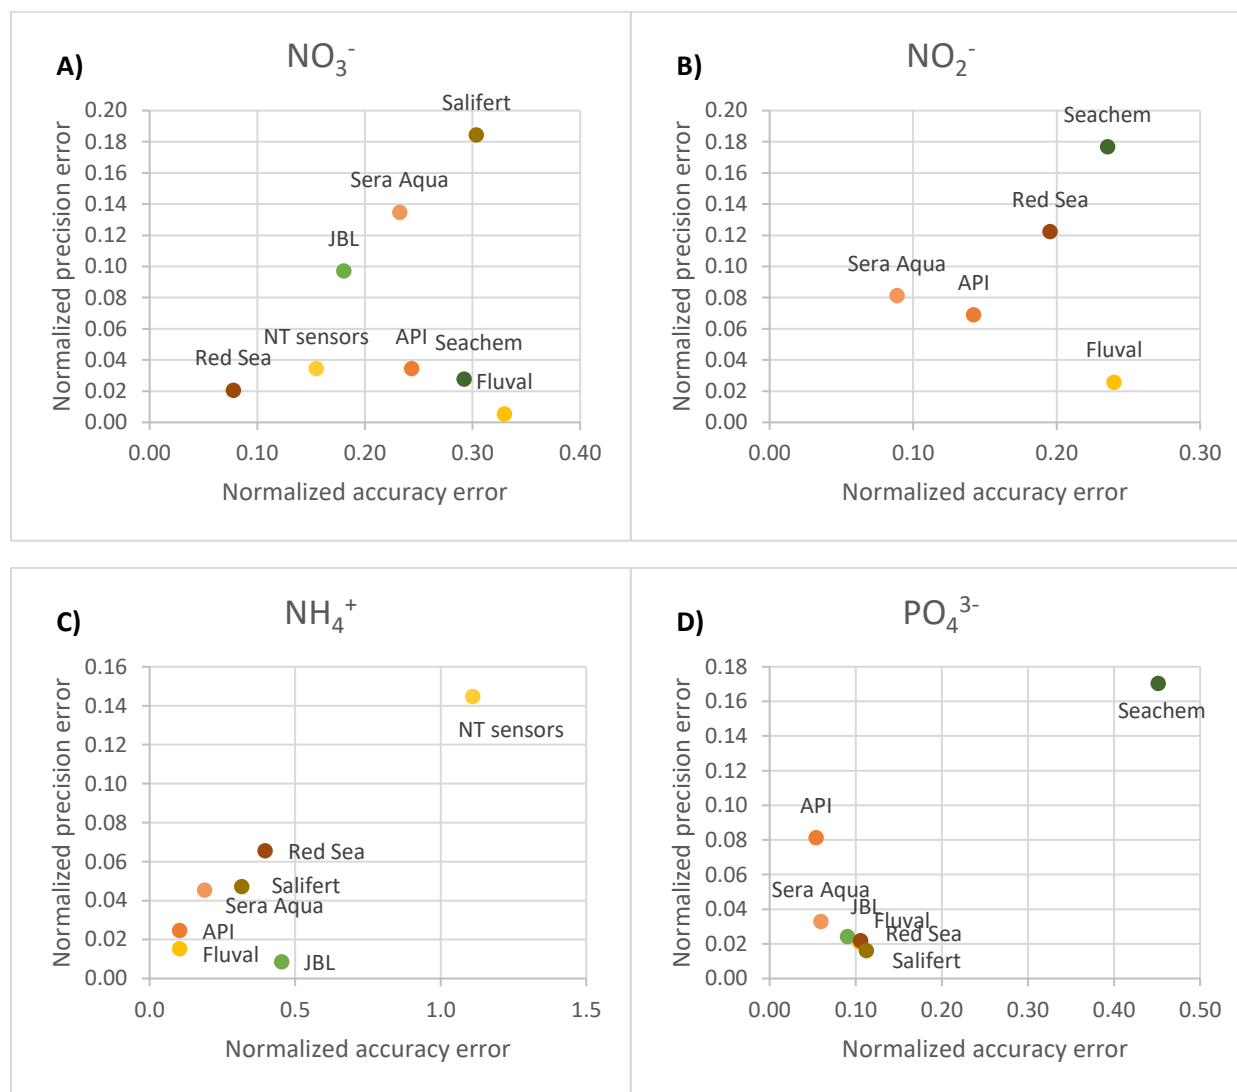 A)
NO₃⁻
Normalized precision error
0.20
0.18
0.16
0.14
0.12
0.10
0.08
0.06
0.04
0.02
0.00
Salifert
Sera Aqua
JBL
NT sensors
API
Seachem
Red Sea
Fluval
0.00 0.10 0.20 0.30 0.40
Normalized accuracy error
B)
NO₂⁻
Normalized precision error
0.20
0.18
0.16
0.14
0.12
0.10
0.08
0.06
0.04
0.02
0.00
Seachem
Red Sea
Sera Aqua
API
Fluval
0.00 0.10 0.20 0.30
Normalized accuracy error
C)
NH₄⁺
Normalized precision error
0.16
0.14
0.12
0.10
0.08
0.06
0.04
0.02
0.00
NT sensors
Red Sea
Salifert
Sera Aqua
API
Fluval
JBL
0.0 0.5 1.0 1.5
Normalized accuracy error
D)
PO₄³⁻
Normalized precision error
0.18
0.16
0.14
0.12
0.10
0.08
0.06
0.04
0.02
0.00
Seachem
API
Sera Aqua
JBL
Fluval
Red Sea
Salifert
0.00 0.10 0.20 0.30 0.40 0.50
Normalized accuracy error